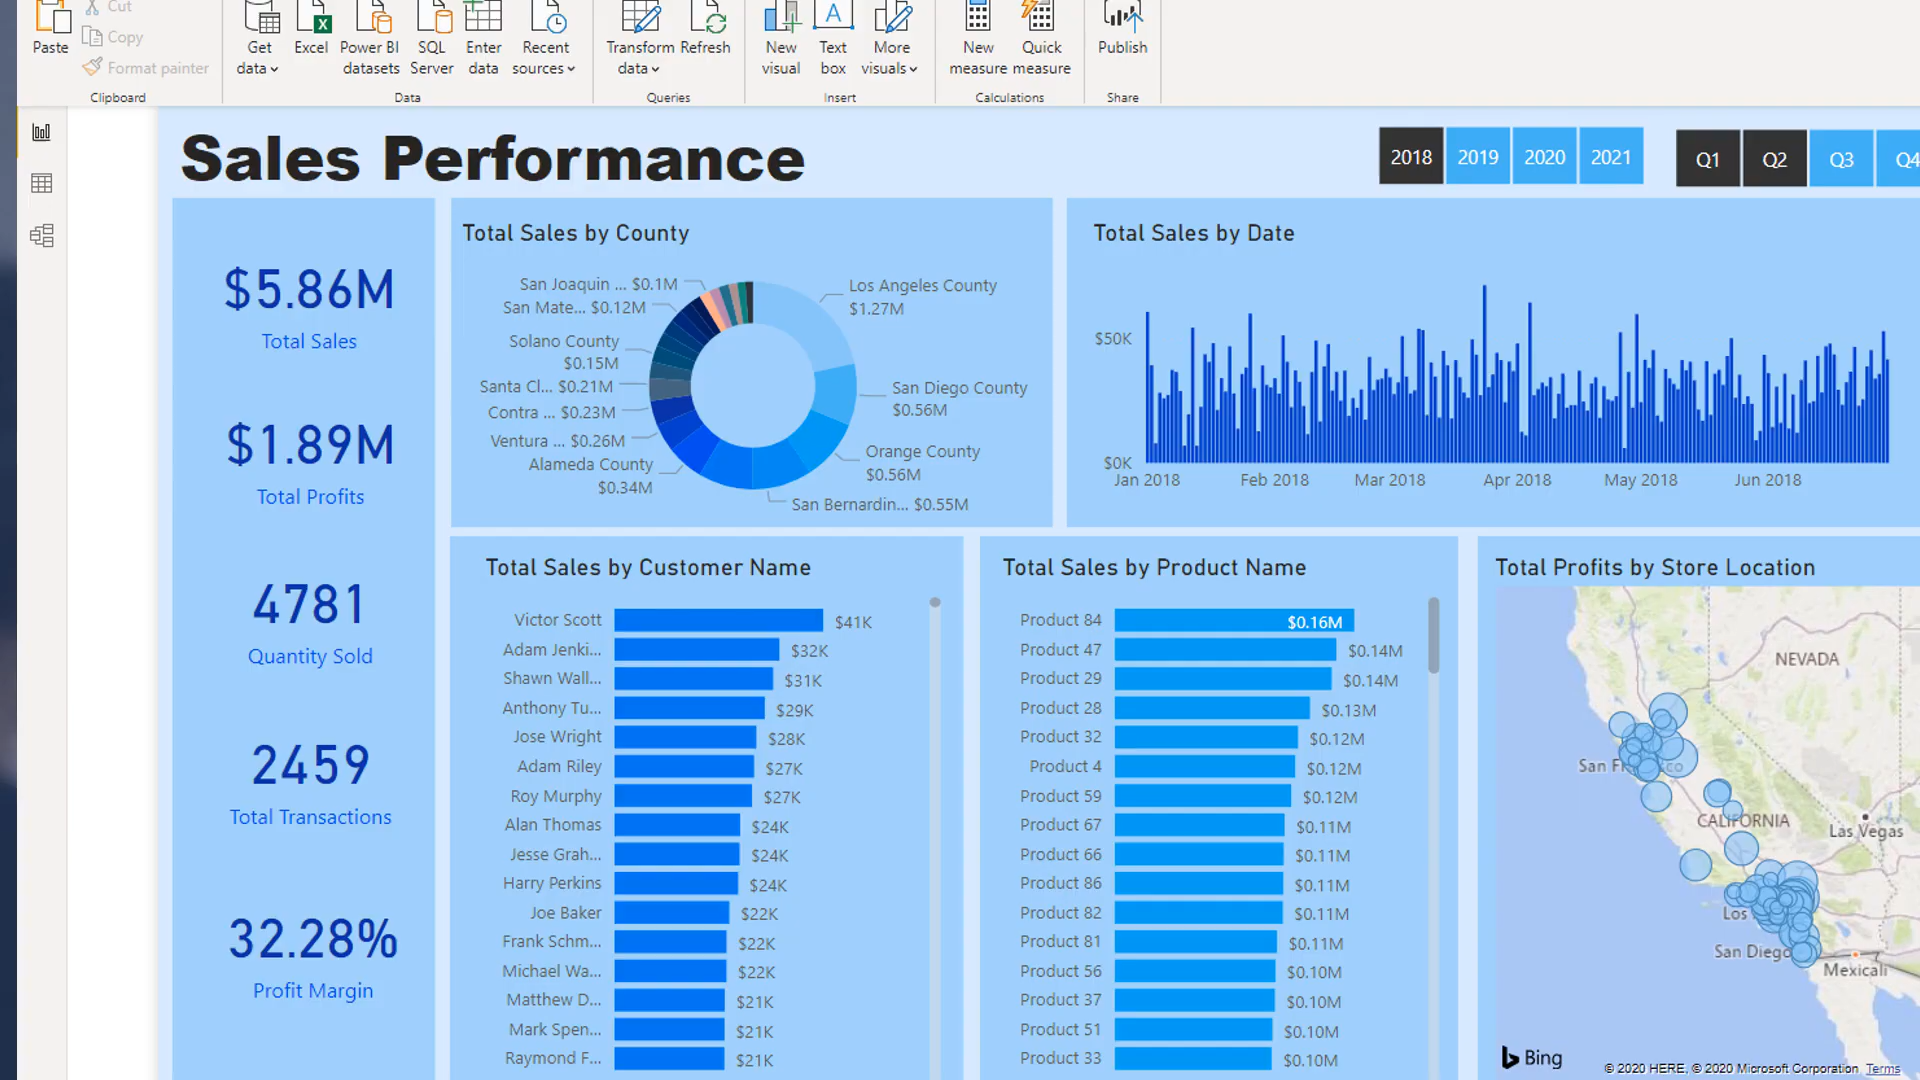 Cut
Copy
Format painter
Paste
Clipboard
Get data
Excel
Power BI datasets
SQL Server
Enter data
Recent sources
Data
Transform data
Refresh
Queries
New visual
Text box
More visuals
Insert
New measure
Quick measure
Calculations
Publish
Share
Sales Performance
2018 2019 2020 2021
Q1 Q2 Q3 Q4
$5.86M
Total Sales
$1.89M
Total Profits
4781
Quantity Sold
2459
Total Transactions
32.28%
Profit Margin
Total Sales by County
San Joaquin ... $0.1M
San Mate... $0.12M
Solano County
$0.15M
Santa Cl... $0.21M
Contra ... $0.23M
Ventura ... $0.26M
Alameda County
$0.34M
Los Angeles County
$1.27M
San Diego County
$0.56M
Orange County
$0.56M
San Bernardin... $0.55M
Total Sales by Date
$50K
$0K
Jan 2018 Feb 2018 Mar 2018 Apr 2018 May 2018 Jun 2018
Total Sales by Customer Name
Victor Scott $41K
Adam Jenki... $32K
Shawn Wall... $31K
Anthony Tu... $29K
Jose Wright $28K
Adam Riley $27K
Roy Murphy $27K
Alan Thomas $24K
Jesse Grah... $24K
Harry Perkins $24K
Joe Baker $22K
Frank Schm... $22K
Michael Wa... $22K
Matthew D... $21K
Mark Spen... $21K
Raymond F... $21K
Total Sales by Product Name
Product 84 $0.16M
Product 47 $0.14M
Product 29 $0.14M
Product 28 $0.13M
Product 32 $0.12M
Product 4 $0.12M
Product 59 $0.12M
Product 67 $0.11M
Product 66 $0.11M
Product 86 $0.11M
Product 82 $0.11M
Product 81 $0.11M
Product 56 $0.10M
Product 37 $0.10M
Product 51 $0.10M
Product 33 $0.10M
Total Profits by Store Location
NEVADA
San F co
CALIFORNIA
Las Vegas
Los
San Diego
Mexicali
Bing
© 2020 HERE, © 2020 Microsoft Corporation Terms